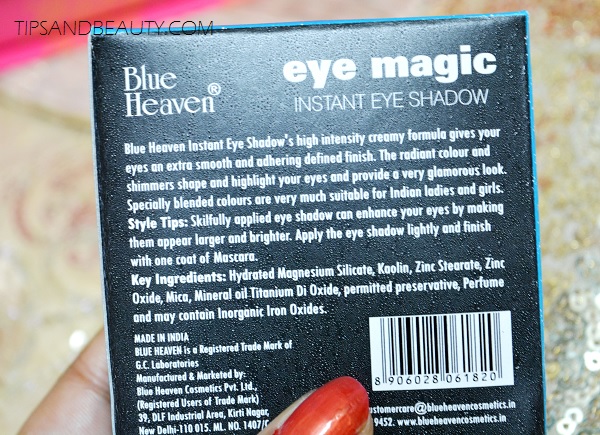 TIPSANDBEAUTY.COM
Blue
Heaven®
eye magic
INSTANT EYE SHADOW
Blue Heaven Instant Eye Shadow's high intensity creamy formula gives your
eyes an extra smooth and adhering defined finish. The radiant colour and
shimmers shape and highlight your eyes and provide a very glamorous look.
Specially blended colours are very much suitable for Indian ladies and girls.
Style Tips: Skilfully applied eye shadow can enhance your eyes by making
them appear larger and brighter. Apply the eye shadow lightly and finish
with one coat of Mascara.
Key Ingredients: Hydrated Magnesium Silicate, Kaolin, Zinc Stearate, Zinc
Oxide, Mica, Mineral oil Titanium Di Oxide, permitted preservative, Perfume
and may contain Inorganic Iron Oxides.
MADE IN INDIA
BLUE HEAVEN is a Registered Trade Mark of
G.C. Laboratories
Manufactured & Marketed by:
Blue Heaven Cosmetics Pvt. Ltd.,
(Registered Users of Trade Mark)
39, DLF Industrial Area, Kirti Nagar,
New Delhi-110 015. ML NO. 1407/
8 906028 061820
ustomercare@blueheavencosmetics.in
9452. www.blueheavencosmetics.in